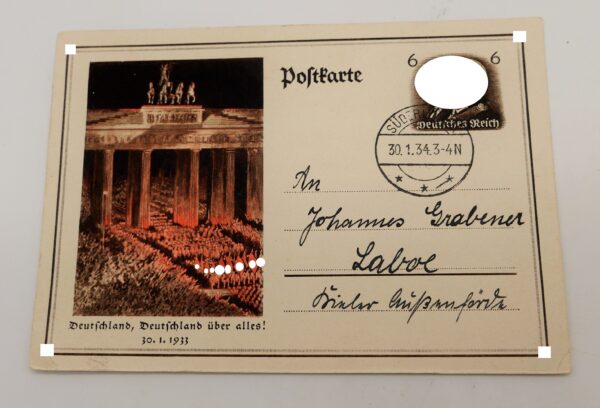 Postkarte
6 6
Deutsches Reich
30.1.34.3-4N
An
Johannes Grabener
Laboe
Kieler Außenförde
Deutschland, Deutschland über alles!
30. 1. 1933